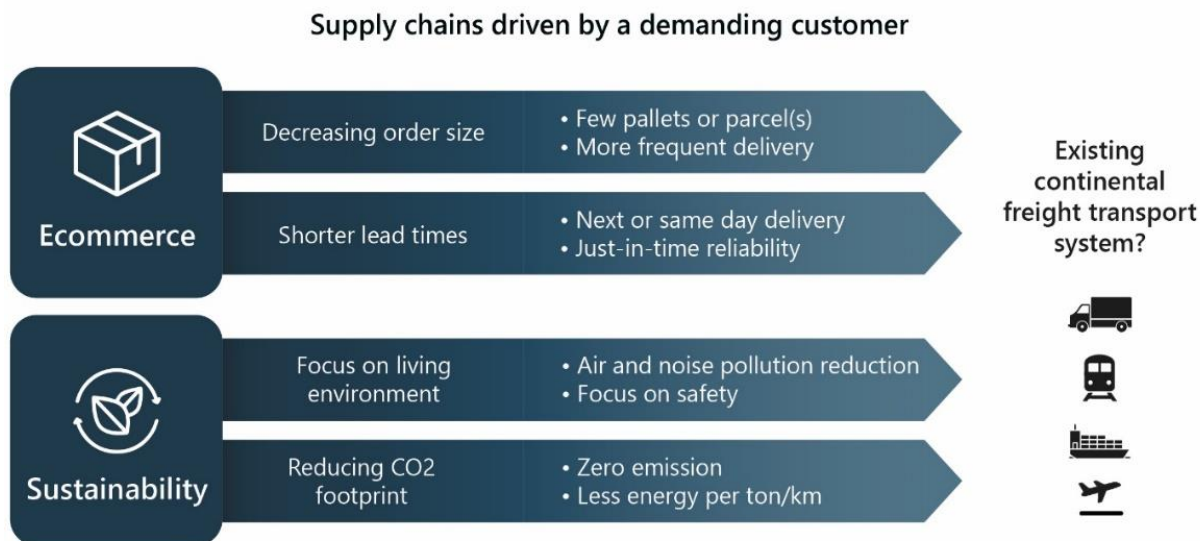 Supply chains driven by a demanding customer
Ecommerce
Decreasing order size
• Few pallets or parcel(s)
• More frequent delivery
Shorter lead times
• Next or same day delivery
• Just-in-time reliability
Sustainability
Focus on living
environment
• Air and noise pollution reduction
• Focus on safety
Reducing CO2
footprint
• Zero emission
• Less energy per ton/km
Existing
continental
freight transport
system?